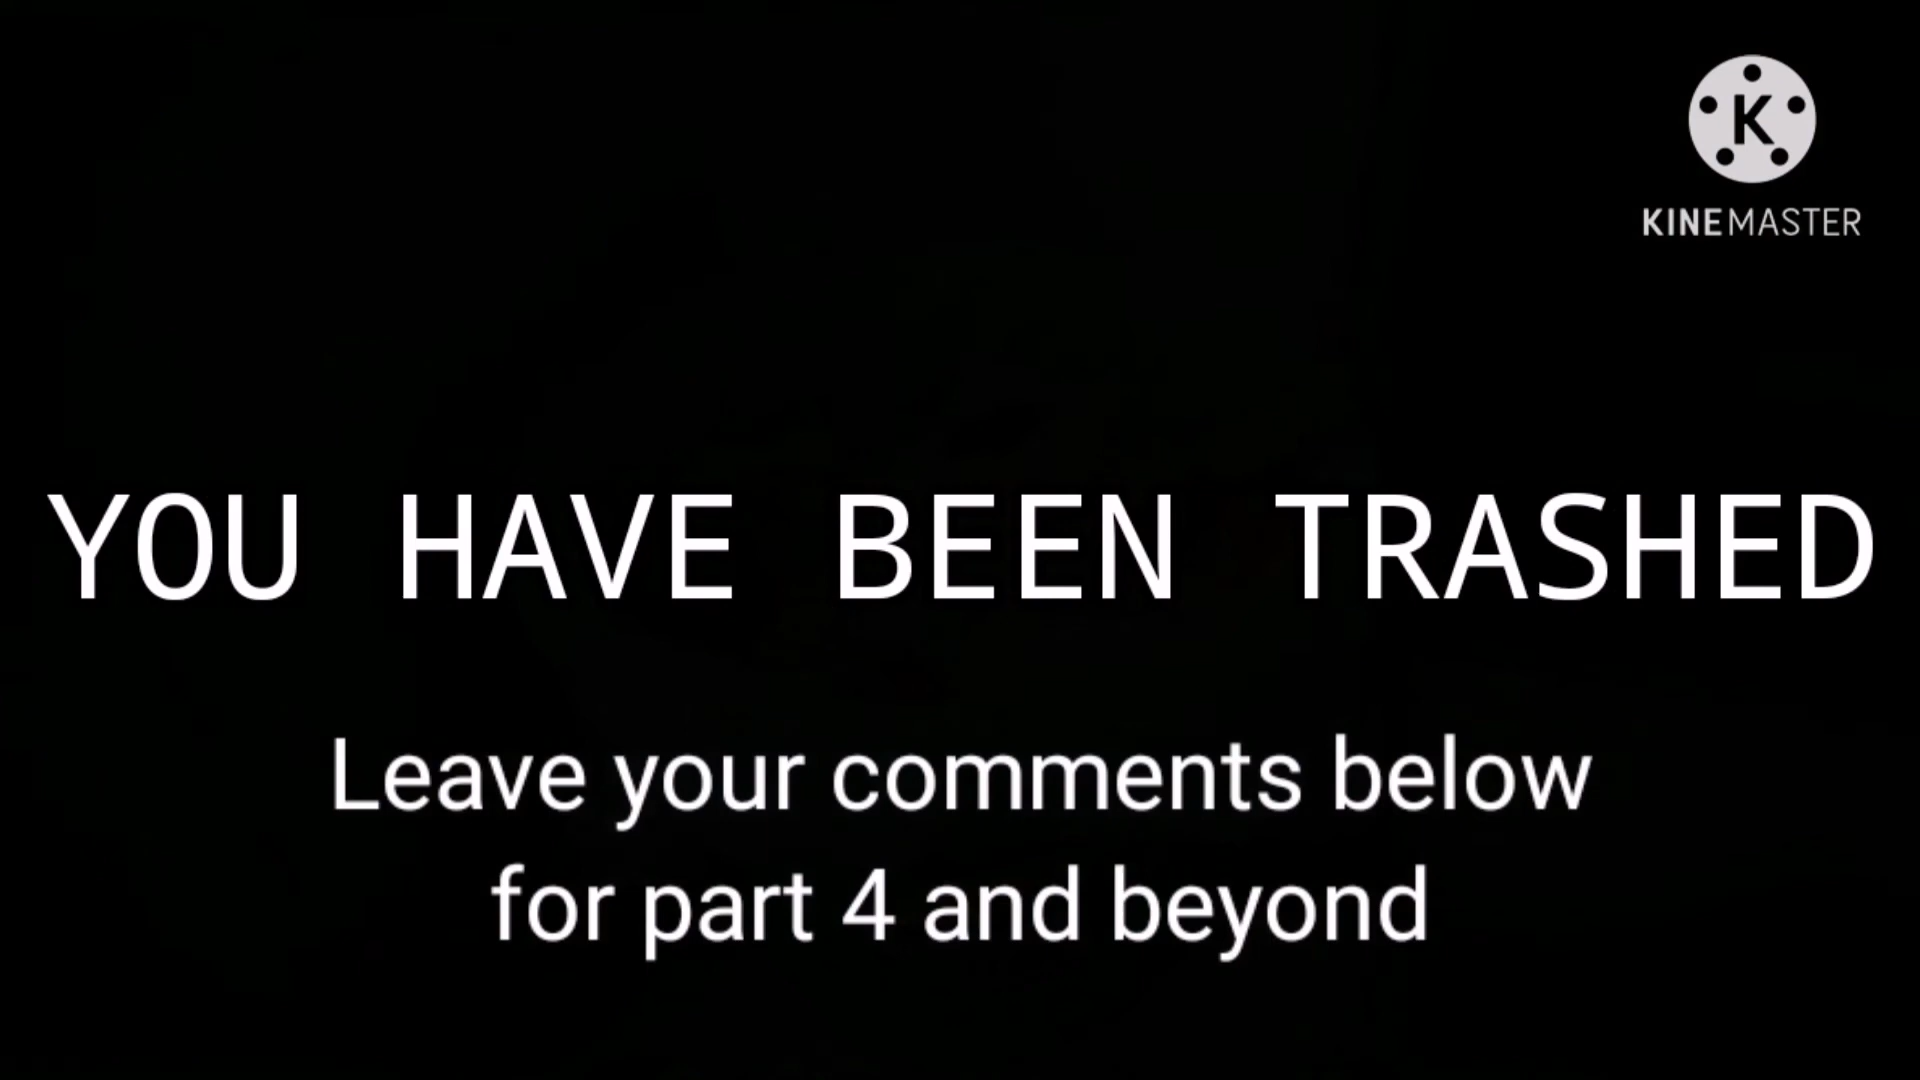 K
KINEMASTER
YOU HAVE BEEN TRASHED
Leave your comments below
for part 4 and beyond